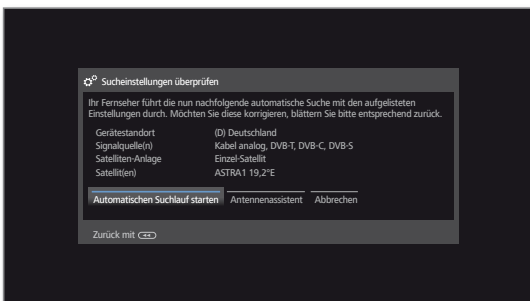 Sucheinstellungen überprüfen
Ihr Fernseher führt die nun nachfolgende automatische Suche mit den aufgelisteten
Einstellungen durch. Möchten Sie diese korrigieren, blättern Sie bitte entsprechend zurück.
Gerätestandort (D) Deutschland
Signalquelle(n) Kabel analog, DVB-T, DVB-C, DVB-S
Satelliten-Anlage Einzel-Satellit
Satellit(en) ASTRA1 19,2°E
Automatischen Suchlauf starten Antennenassistent Abbrechen
Zurück mit